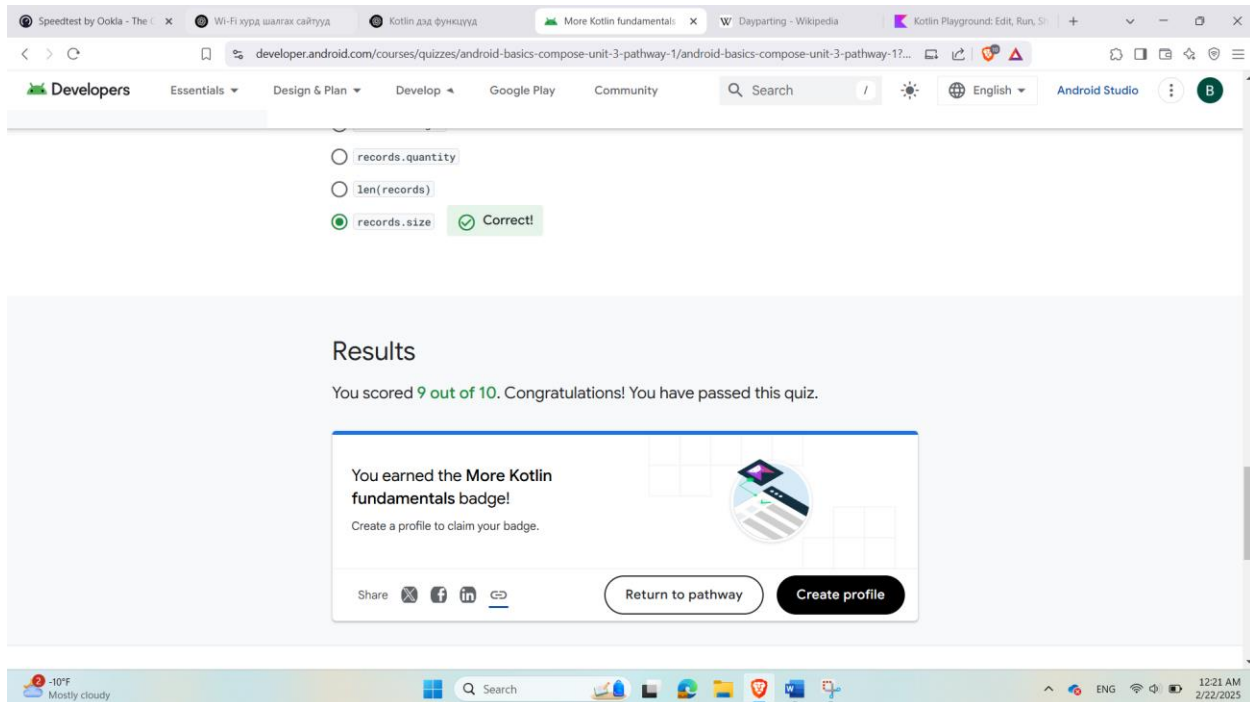 Speedtest by Ookla - The
Wi-Fi хурд шалгах сайтууд
Kotlin дэд функцууд
More Kotlin fundamentals
Dayparting - Wikipedia
Kotlin Playground: Edit, Run,
developer.android.com/courses/quizzes/android-basics-compose-unit-3-pathway-1/android-basics-compose-unit-3-pathway-1?...
Developers
Essentials
Design & Plan
Develop
Google Play
Community
Search
/
English
Android Studio
B
records.quantity
len(records)
records.size
Correct!
Results
You scored 9 out of 10. Congratulations! You have passed this quiz.
You earned the More Kotlin
fundamentals badge!
Create a profile to claim your badge.
Share
Return to pathway
Create profile
2
-10°F
Mostly cloudy
Search
ENG
12:21 AM
2/22/2025